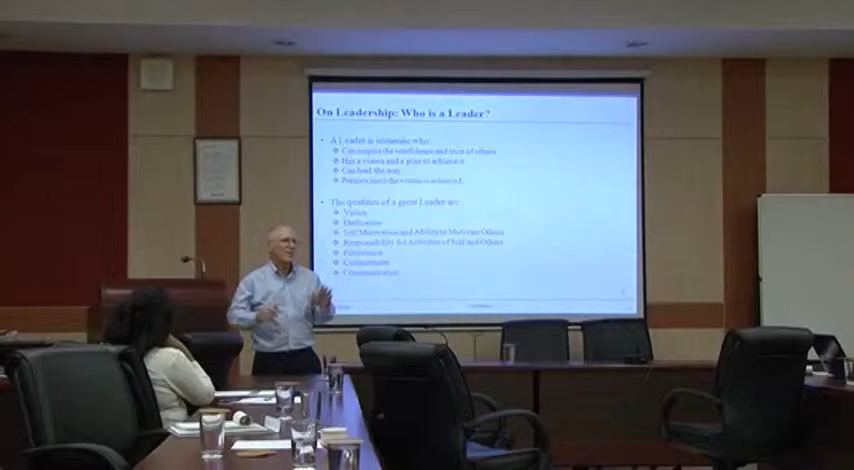 On Leadership: Who is a Leader?
A Leader is someone who:
Can inspire the confidence and trust of others
Has a vision and a plan to achieve it
Can lead the way
Persists until the vision is achieved.
The qualities of a great Leader are
Vision
Dedication
Self Motivation and Ability to Motivate Others
Responsibility for Activities of Self and Others
Persistence
Commitment
Communication